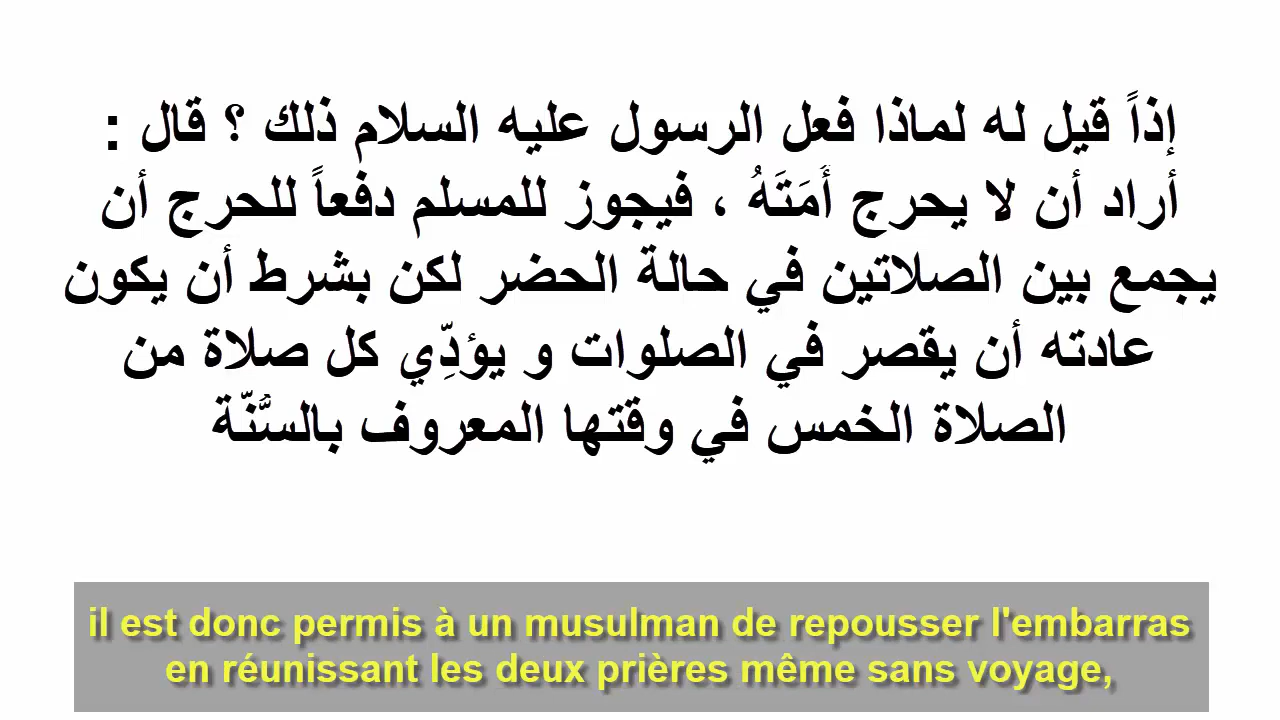 إذاً قيل له لماذا فعل الرسول عليه السلام ذلك ؟ قال :
أراد أن لا يحرج أُمَتَهُ ، فيجوز للمسلم دفعاً للحرج أن
يجمع بين الصلاتين في حالة الحضر لكن بشرط أن يكون
عادته أن يقصر في الصلوات و يؤدِّي كل صلاة من
الصلاة الخمس في وقتها المعروف بالسُّنّة
il est donc permis à un musulman de repousser l'embarras
en réunissant les deux prières même sans voyage,